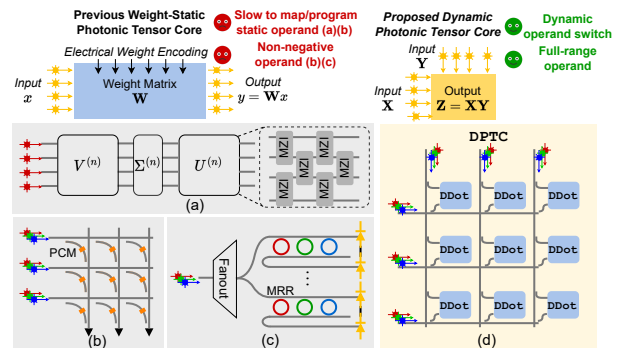 Previous Weight-Static
Photonic Tensor Core
Slow to map/program
static operand (a)(b)
Non-negative
operand (b)(c)
Electrical Weight Encoding
Input
x
Weight Matrix
W
Output
y = Wx
Proposed Dynamic
Photonic Tensor Core
Dynamic
operand switch
Full-range
operand
Input
Y
Input
X
Output
Z = XY
V(n)
Σ(n)
U(n)
MZI
MZI
MZI
MZI
MZI
MZI
(a)
PCM
(b)
Fanout
MRR
...
(c)
DPTC
DDot
DDot
DDot
DDot
DDot
DDot
DDot
DDot
DDot
(d)